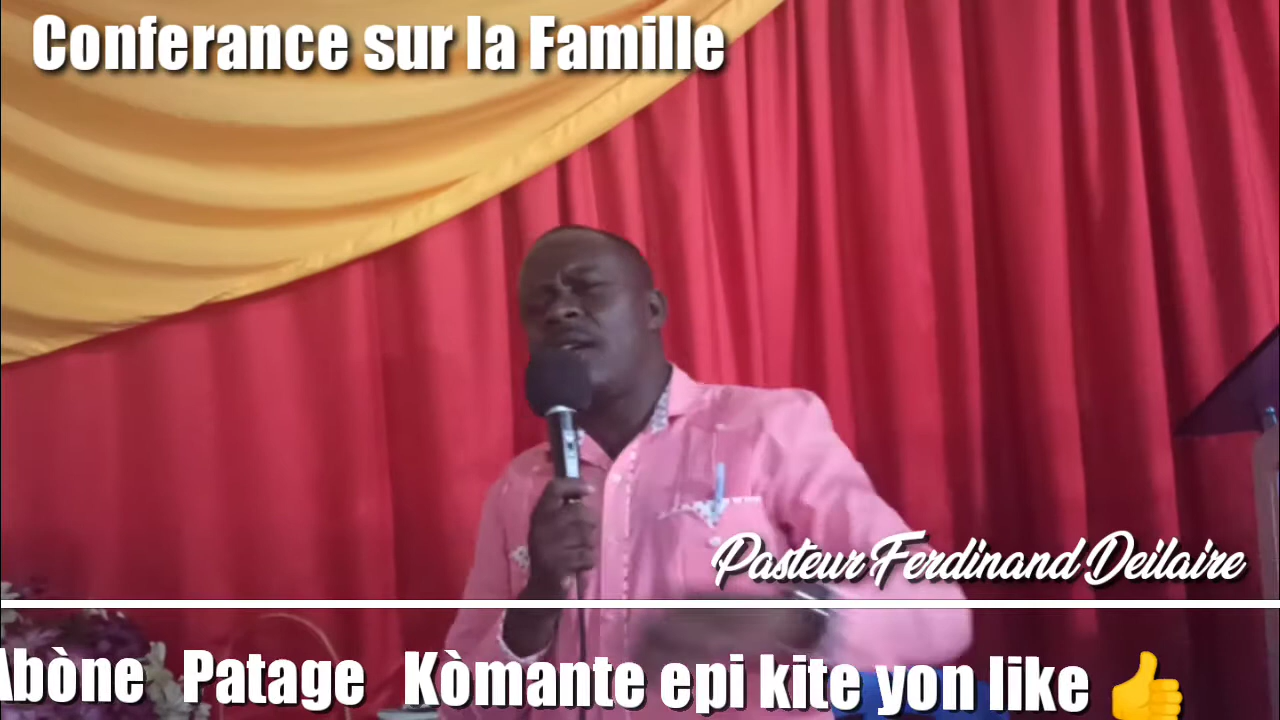 Conferance sur la Famille
Pasteur Ferdinand Deilaire
Abòne Patage Kòmante epi kite yon like 👍